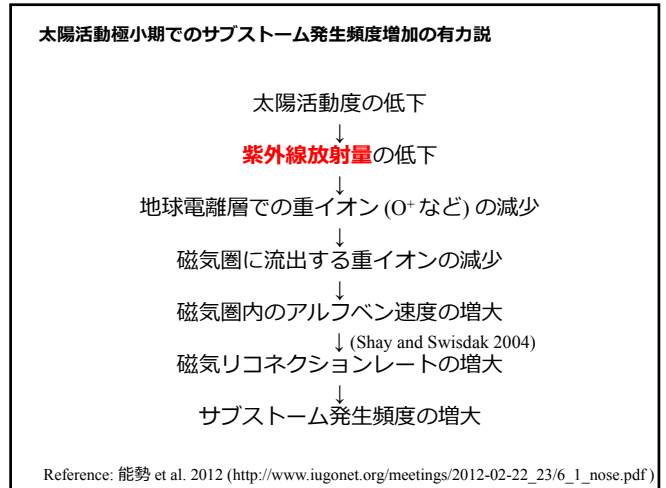 太陽活動極小期でのサブストーム発生頻度増加の有力説
太陽活動度の低下
↓
紫外線放射量の低下
↓
地球電離層での重イオン (O⁺ など) の減少
↓
磁気圏に流出する重イオンの減少
↓
磁気圏内のアルフベン速度の増大
↓ (Shay and Swisdak 2004)
磁気リコネクションレートの増大
↓
サブストーム発生頻度の増大
Reference: 能勢 et al. 2012 (http://www.iugonet.org/meetings/2012-02-22_23/6_1_nose.pdf )